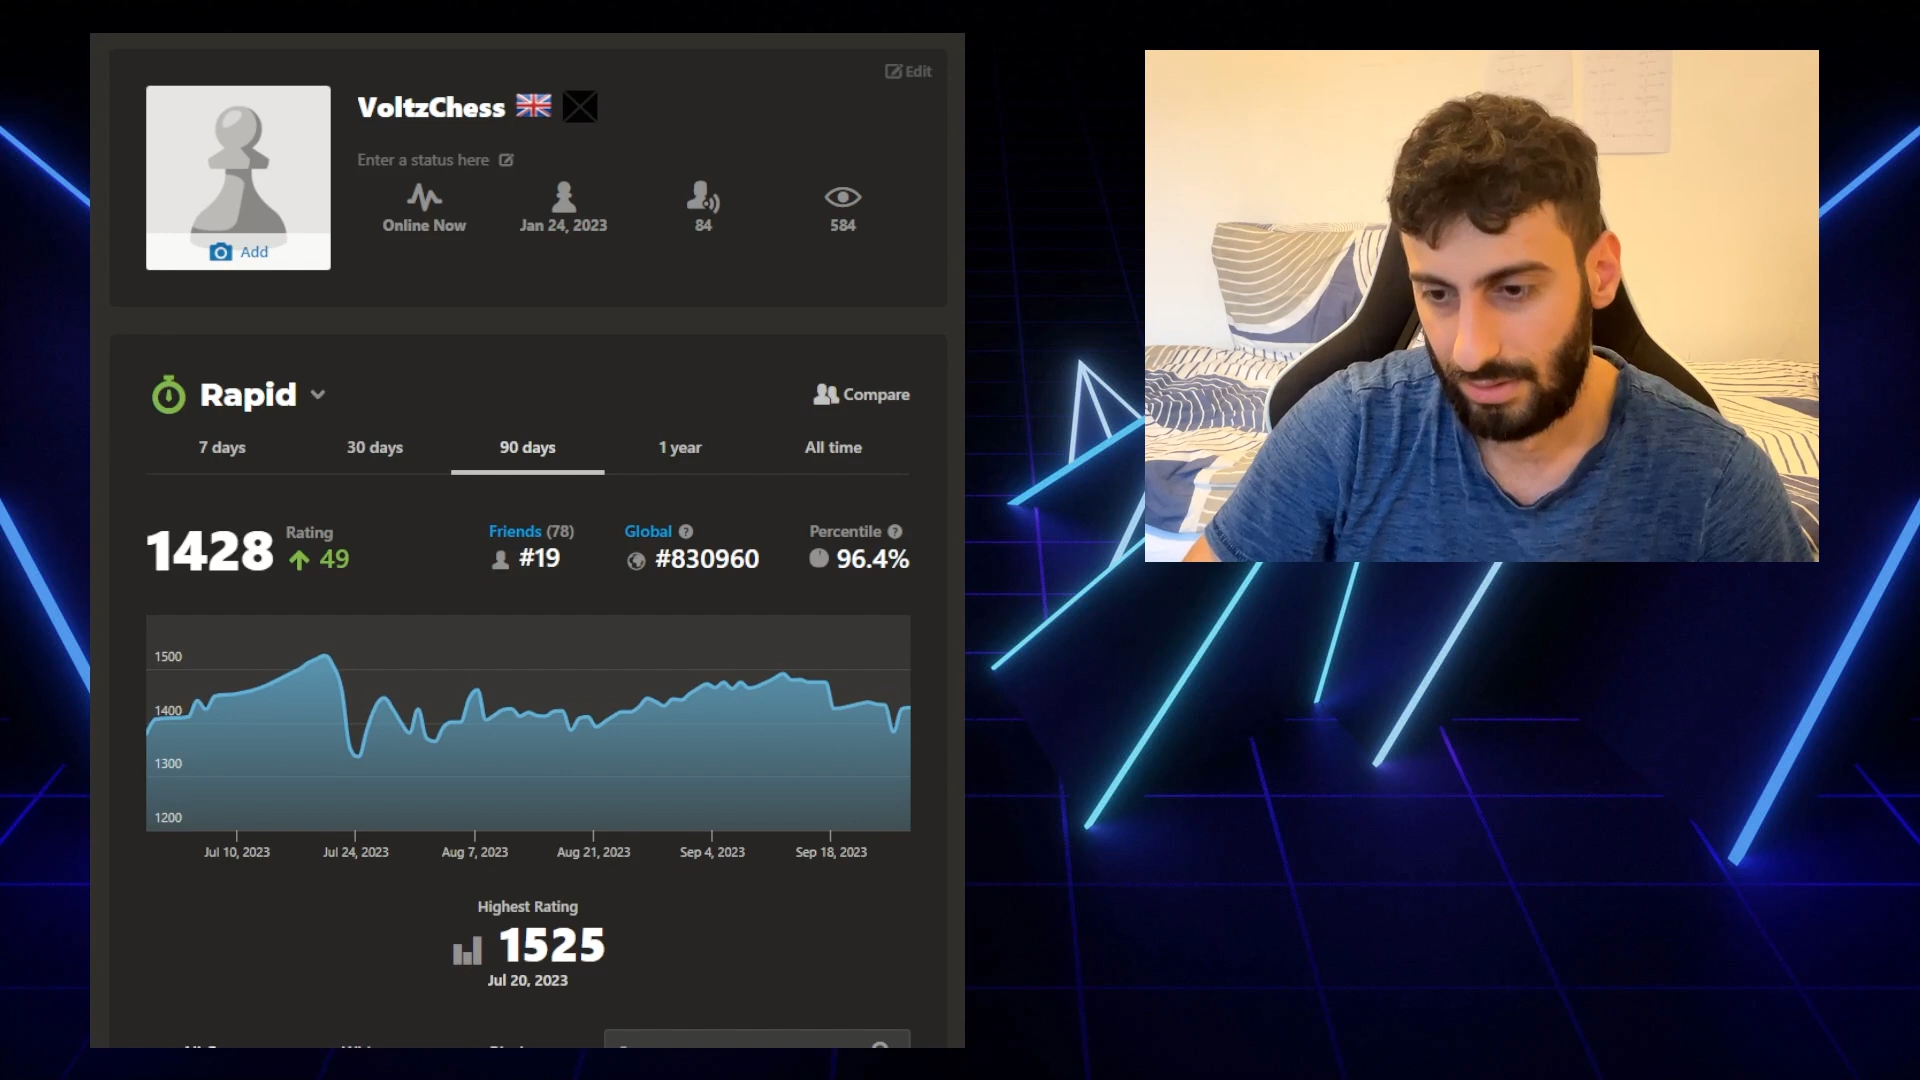 Edit
VoltzChess
Enter a status here
Online Now
Jan 24, 2023
84
584
Add
Rapid
Compare
7 days
30 days
90 days
1 year
All time
1428
Rating
49
Friends (78)
#19
Global
#830960
Percentile
96.4%
1500
1400
1300
1200
Jul 10, 2023
Jul 24, 2023
Aug 7, 2023
Aug 21, 2023
Sep 4, 2023
Sep 18, 2023
Highest Rating
1525
Jul 20, 2023